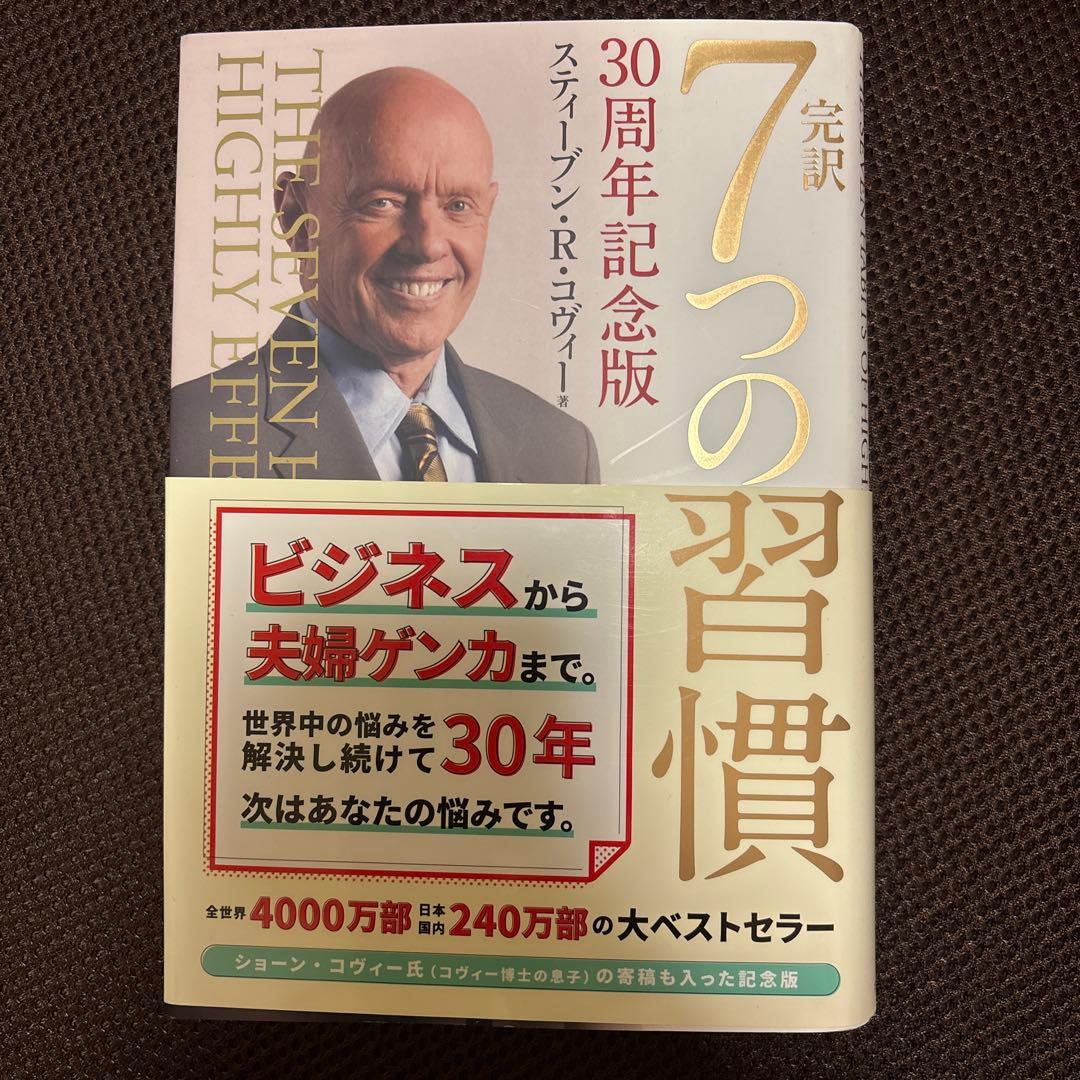 完訳
7つの習慣
30周年記念版
スティーブン・R・コヴィー 著
THE SEVEN H
HIGHLY EFFE
ビジネスから
夫婦ゲンカまで。
世界中の悩みを
解決し続けて30年
次はあなたの悩みです。
全世界4000万部 日本国内240万部の大ベストセラー
ショーン・コヴィー氏(コヴィー博士の息子)の寄稿も入った記念版